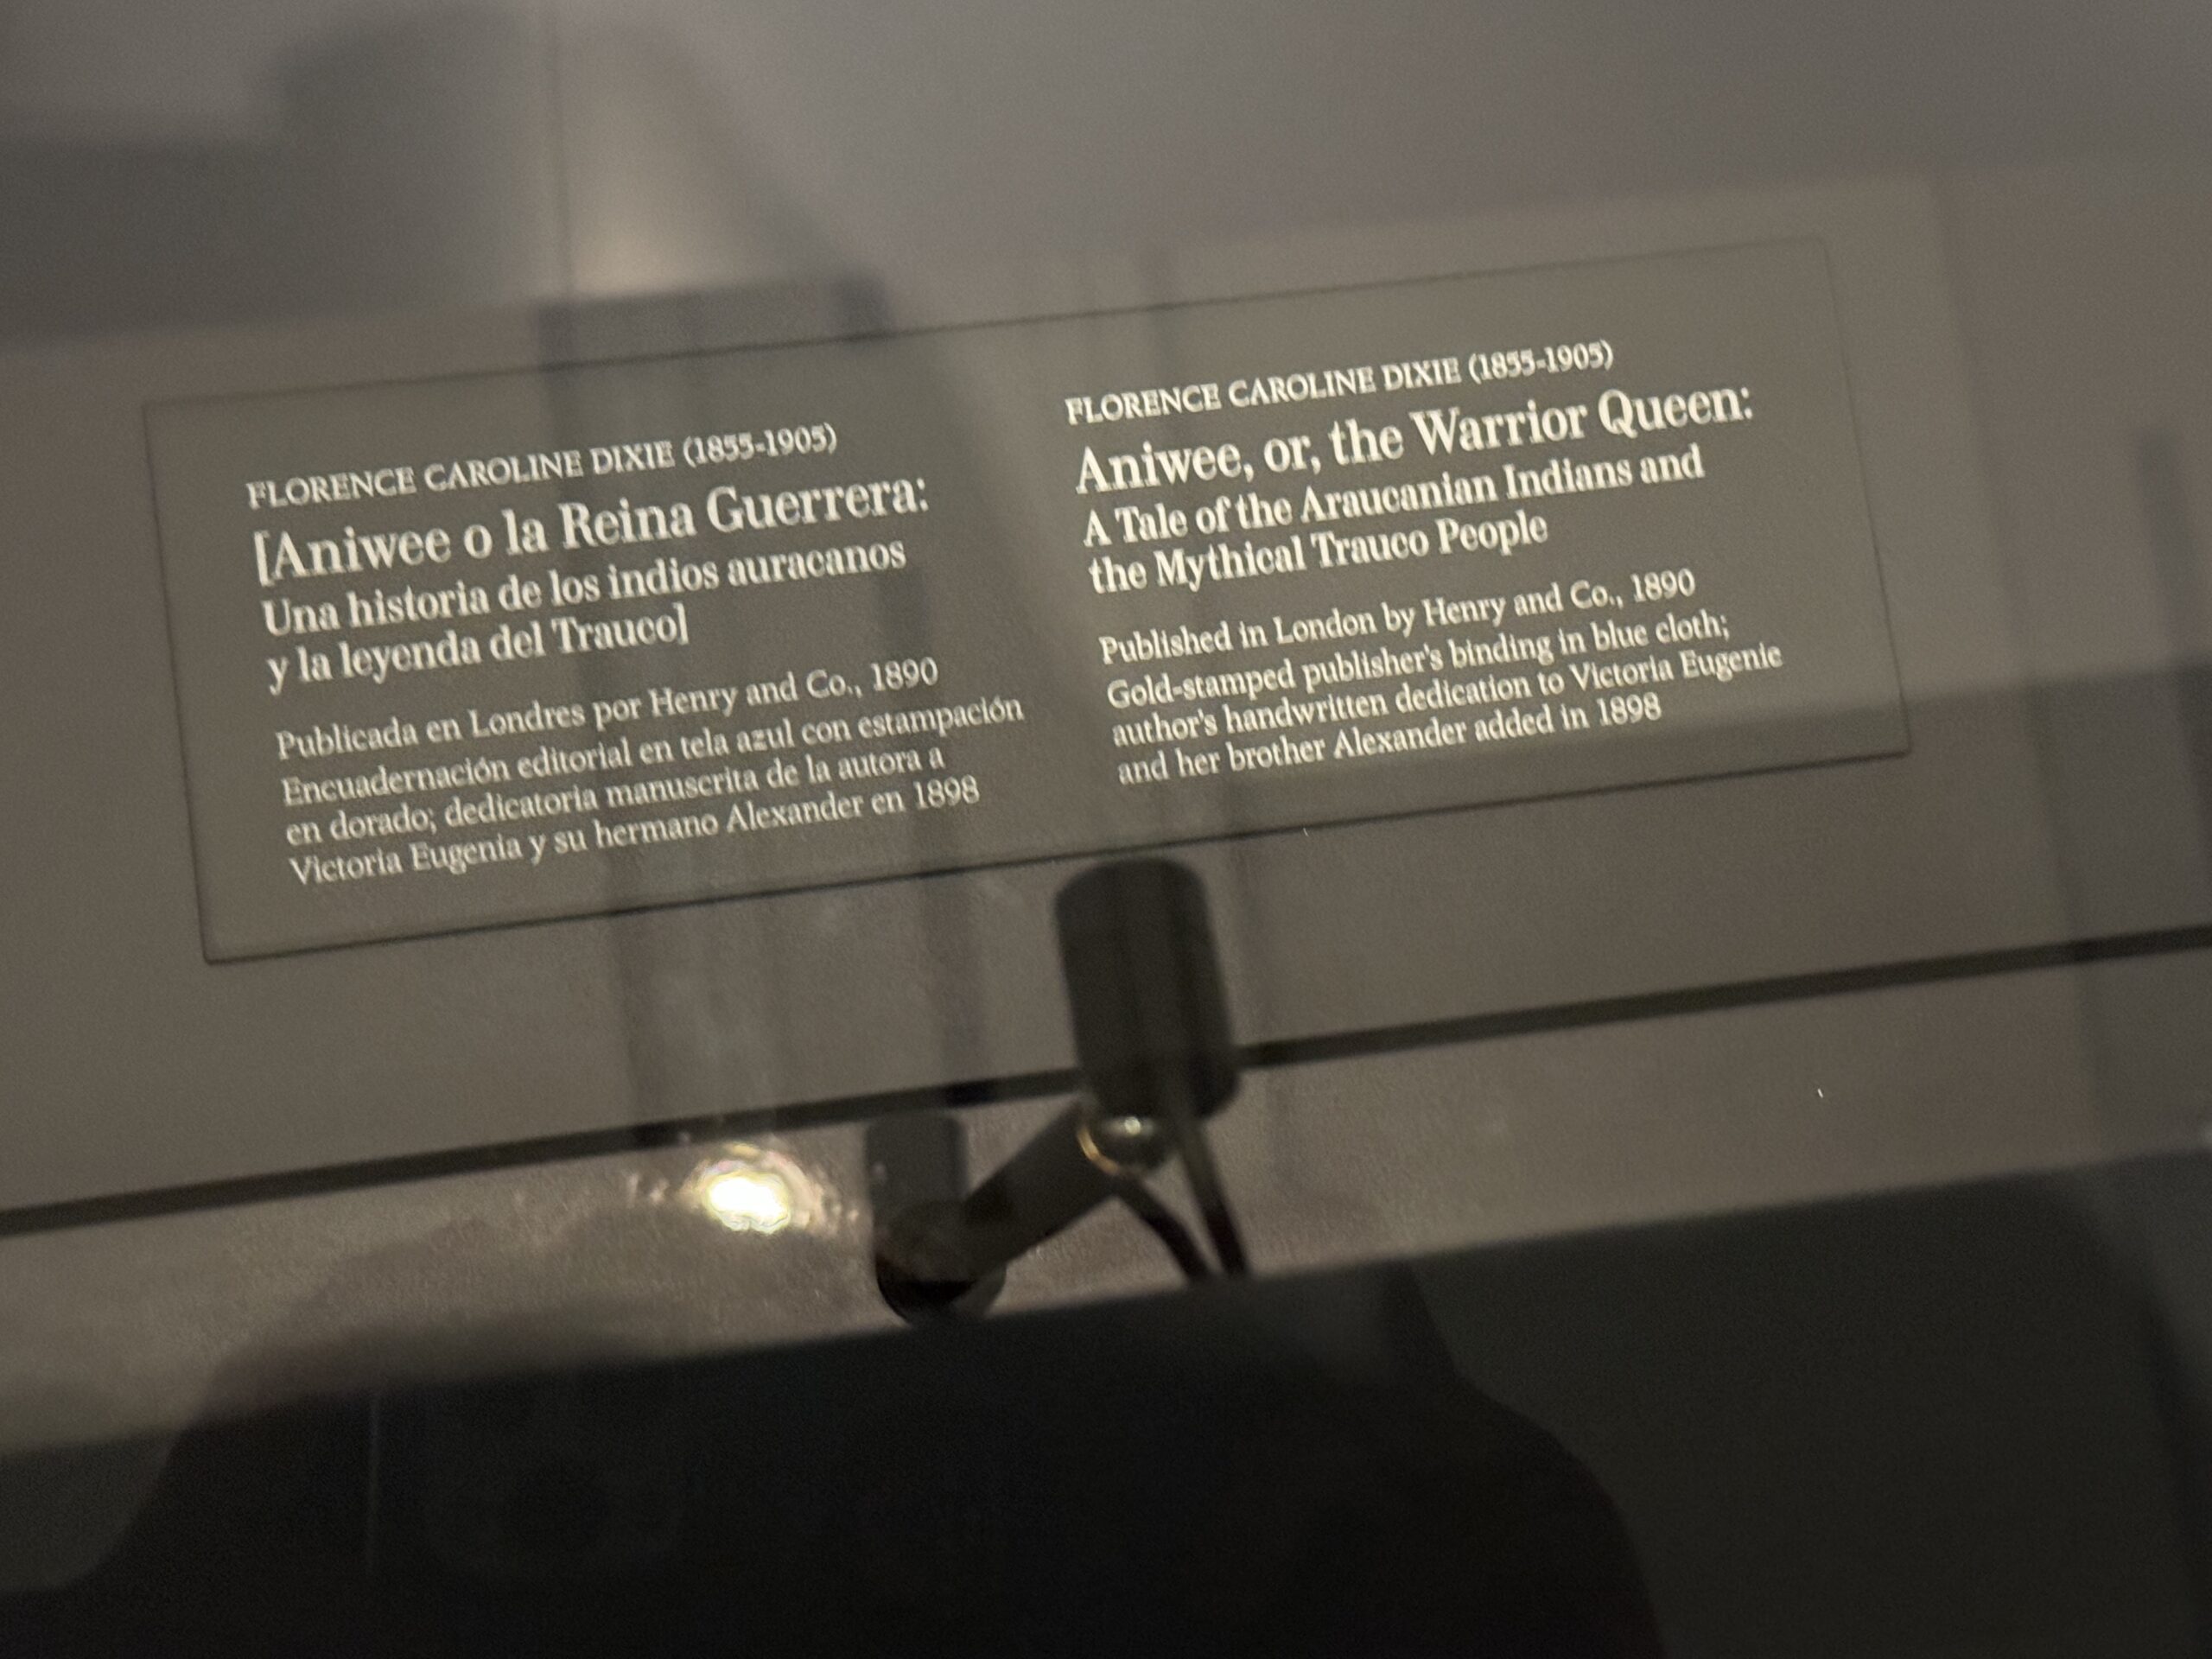 FLORENCE CAROLINE DIXIE (1855-1905)
[Aniwee o la Reina Guerrera:
Una historia de los indios auracanos
y la leyenda del Trauco]
Publicada en Londres por Henry and Co., 1890
Encuadernación editorial en tela azul con estampación
en dorado; dedicatoria manuscrita de la autora a
Victoria Eugenia y su hermano Alexander en 1898
FLORENCE CAROLINE DIXIE (1855-1905)
Aniwee, or, the Warrior Queen:
A Tale of the Araucanian Indians and
the Mythical Trauco People
Published in London by Henry and Co., 1890
Gold-stamped publisher's binding in blue cloth;
author's handwritten dedication to Victoria Eugenie
and her brother Alexander added in 1898